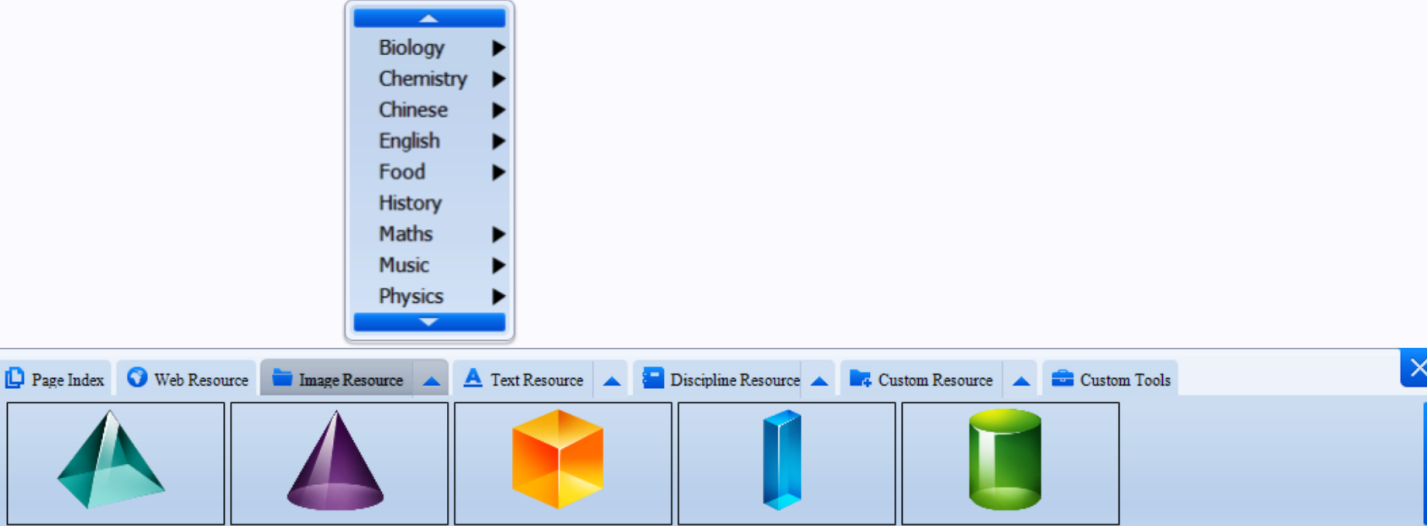 Biology
Chemistry
Chinese
English
Food
History
Maths
Music
Physics
Page Index
Web Resource
Image Resource
Text Resource
Discipline Resource
Custom Resource
Custom Tools